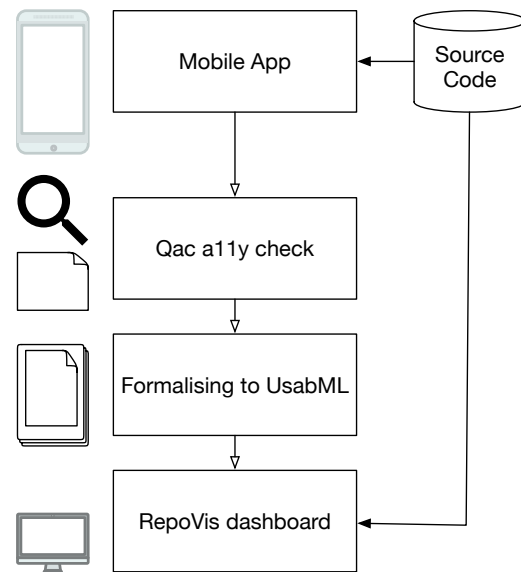 Mobile App
Source
Code
Qac a11y check
Formalising to UsabML
RepoVis dashboard